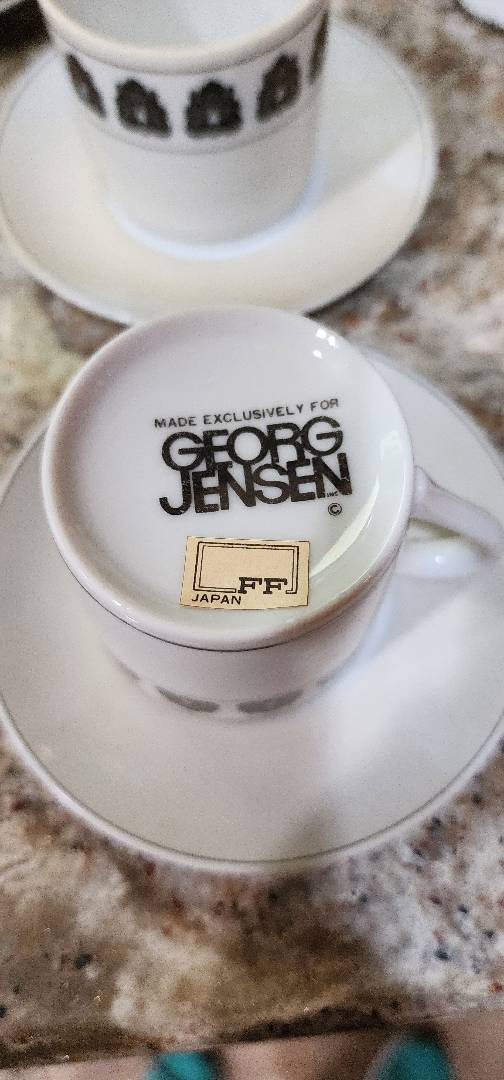 MADE EXCLUSIVELY FOR
GEORG
JENSEN INC
©
FF
JAPAN